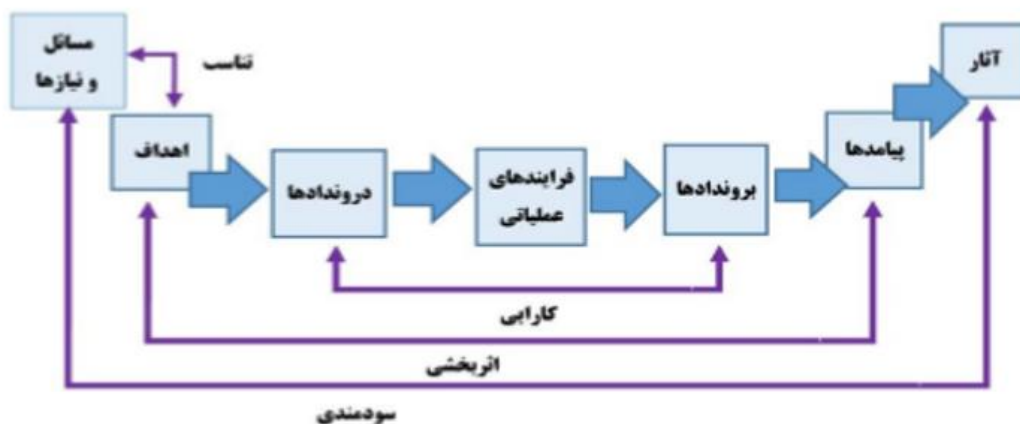 مسائل
و نیازها
تناسب
اهداف
دروندادها
فرایندهای
عملیاتی
بروندادها
پیامدها
آثار
کارایی
اثربخشی
سودمندی